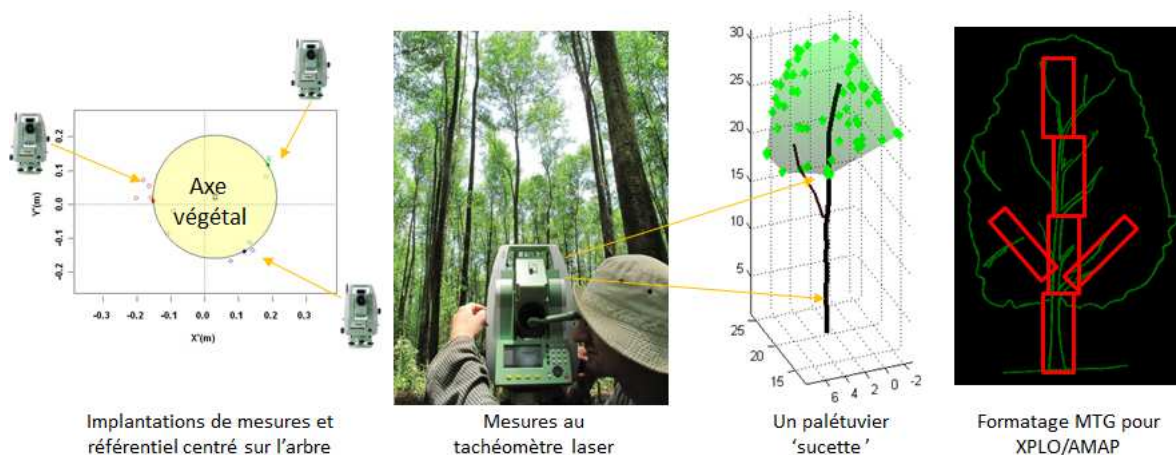 Axe
végétal
Y'(m)
-0.2 -0.1 0.0 0.1 0.2
-0.3 -0.2 -0.1 0.0 0.1 0.2 0.3
X'(m)
30
25
20
15
10
5
25
20
15
6 4 2 0 -2
Implantations de mesures et
référentiel centré sur l'arbre
Mesures au
tachéomètre laser
Un palétuvier
'sucette'
Formatage MTG pour
XPLO/AMAP